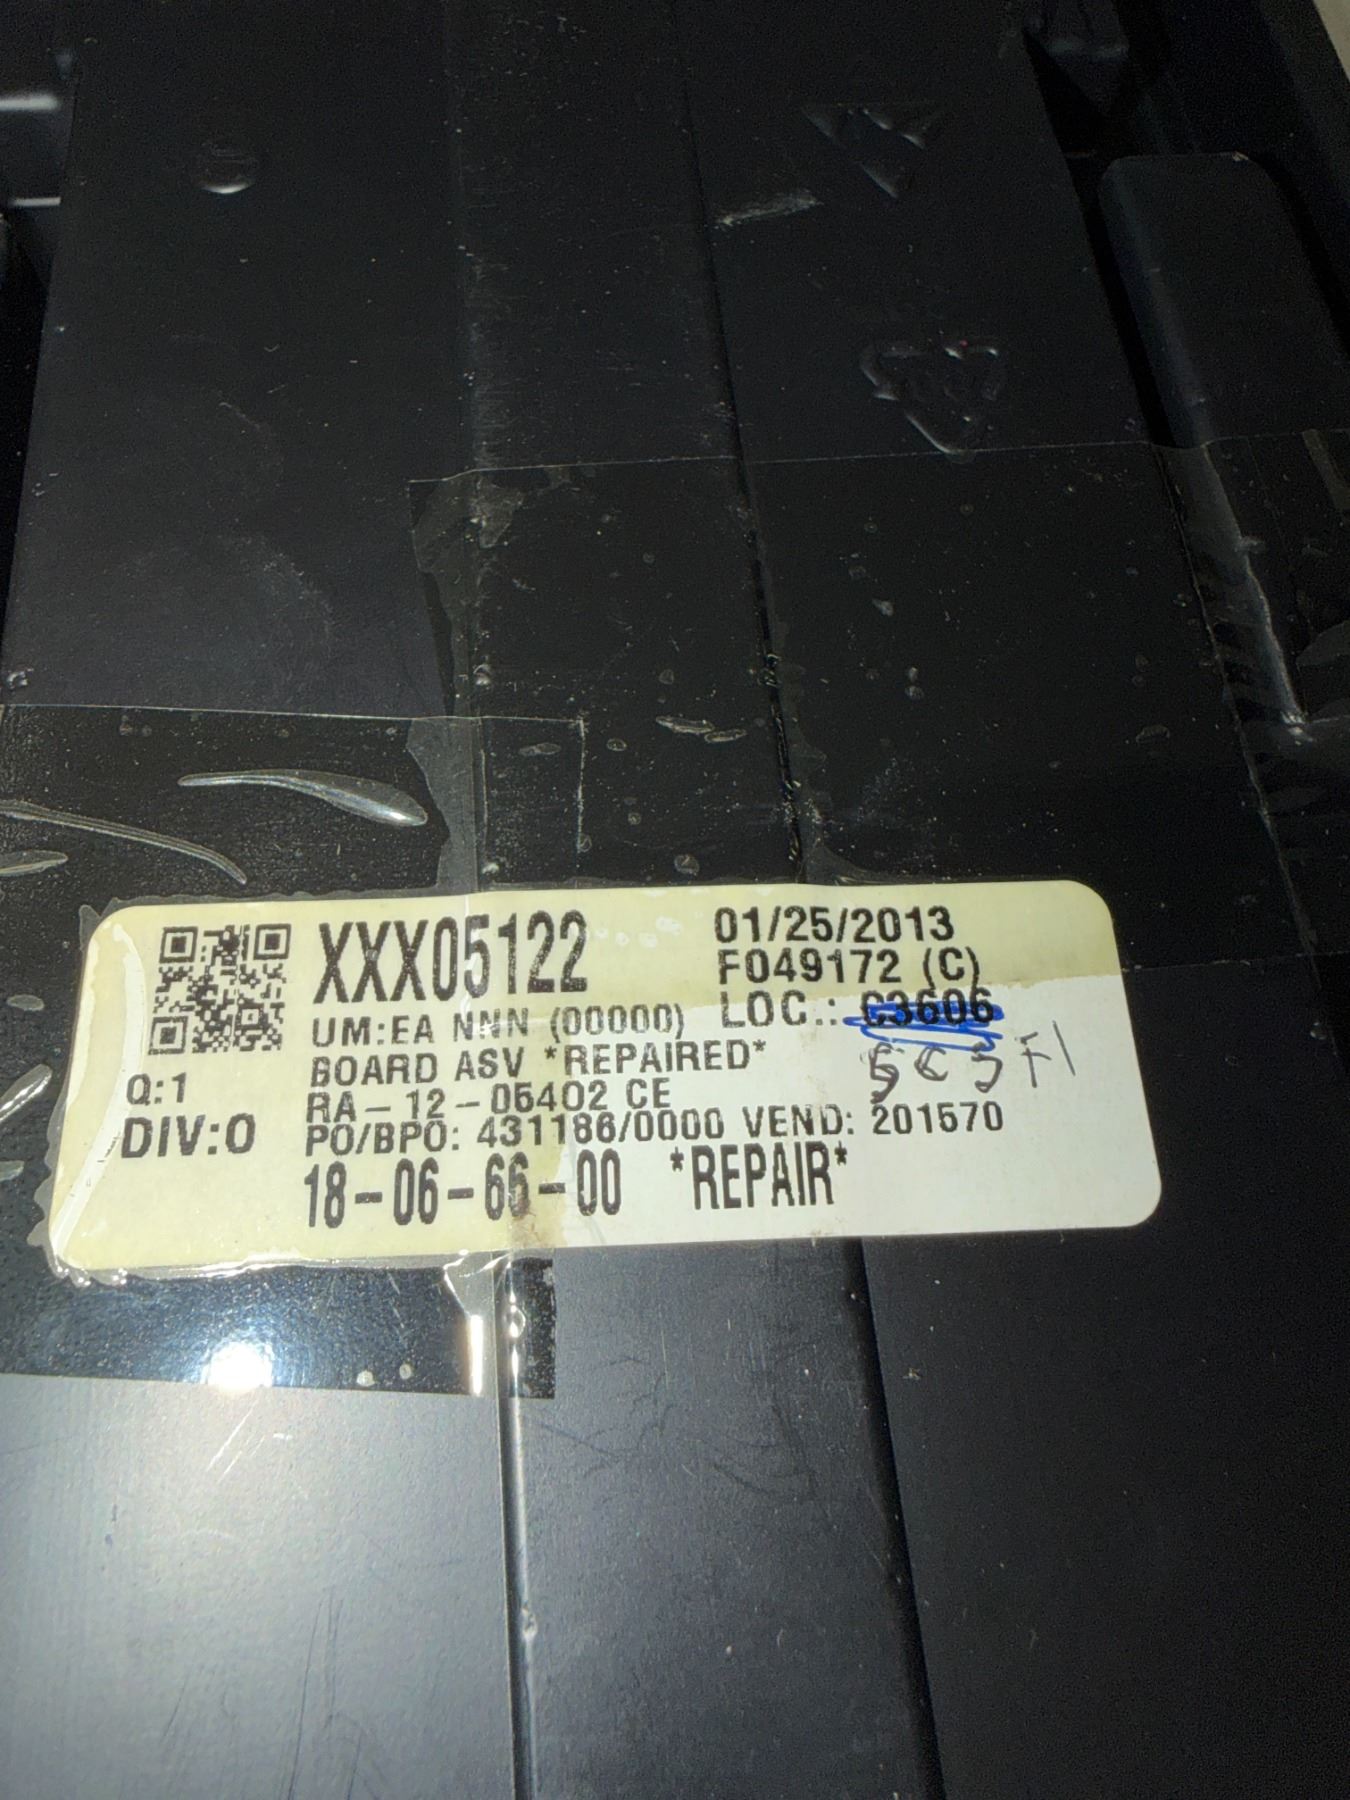 XXX05122
01/25/2013
F049172 (C)
UM:EA NNN (00000)
LOC.: C3606
BOARD ASV *REPAIRED*
Q:1
RA-12-05402 CE
DIV:0
PO/BPO: 431186/0000 VEND: 201570
18-06-66-00 *REPAIR*